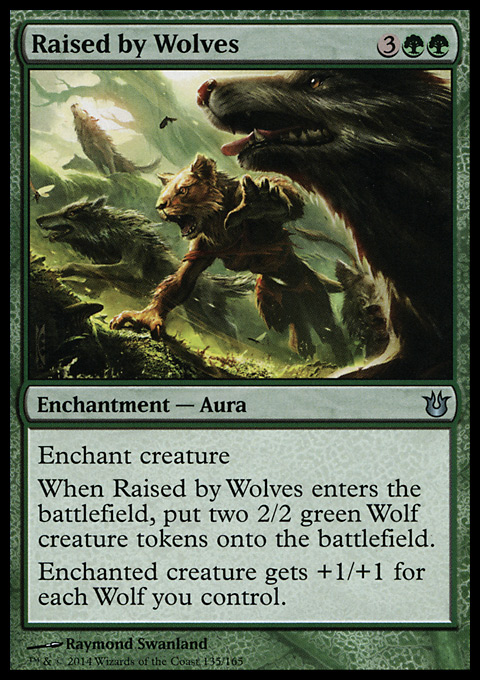 Raised by Wolves 3
Enchantment — Aura
Enchant creature
When Raised by Wolves enters the
battlefield, put two 2/2 green Wolf
creature tokens onto the battlefield.
Enchanted creature gets +1/+1 for
each Wolf you control.
Raymond Swanland
™ & © 2014 Wizards of the Coast 135/165